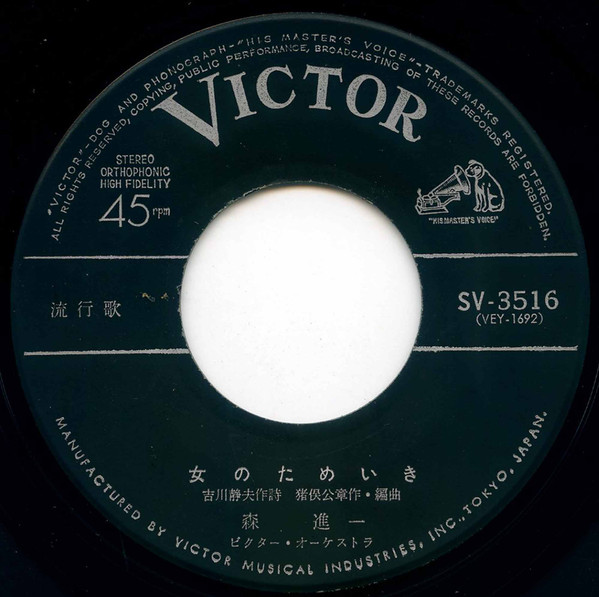 "VICTOR"-DOG AND PHONOGRAPH-"HIS MASTER'S VOICE"-TRADEMARKS REGISTERED.
ALL RIGHTS RESERVED, COPYING, PUBLIC PERFORMANCE, BROADCASTING OF THESE RECORDS ARE FORBIDDEN.
VICTOR
STEREO
ORTHOPHONIC
HIGH FIDELITY
45 rpm
"HIS MASTER'S VOICE"
流行歌
SV-3516
(VEY-1692)
女のためいき
吉川静夫作詩 猪俣公章作・編曲
森 進一
ビクター・オーケストラ
MANUFACTURED BY VICTOR MUSICAL INDUSTRIES, INC., TOKYO, JAPAN.